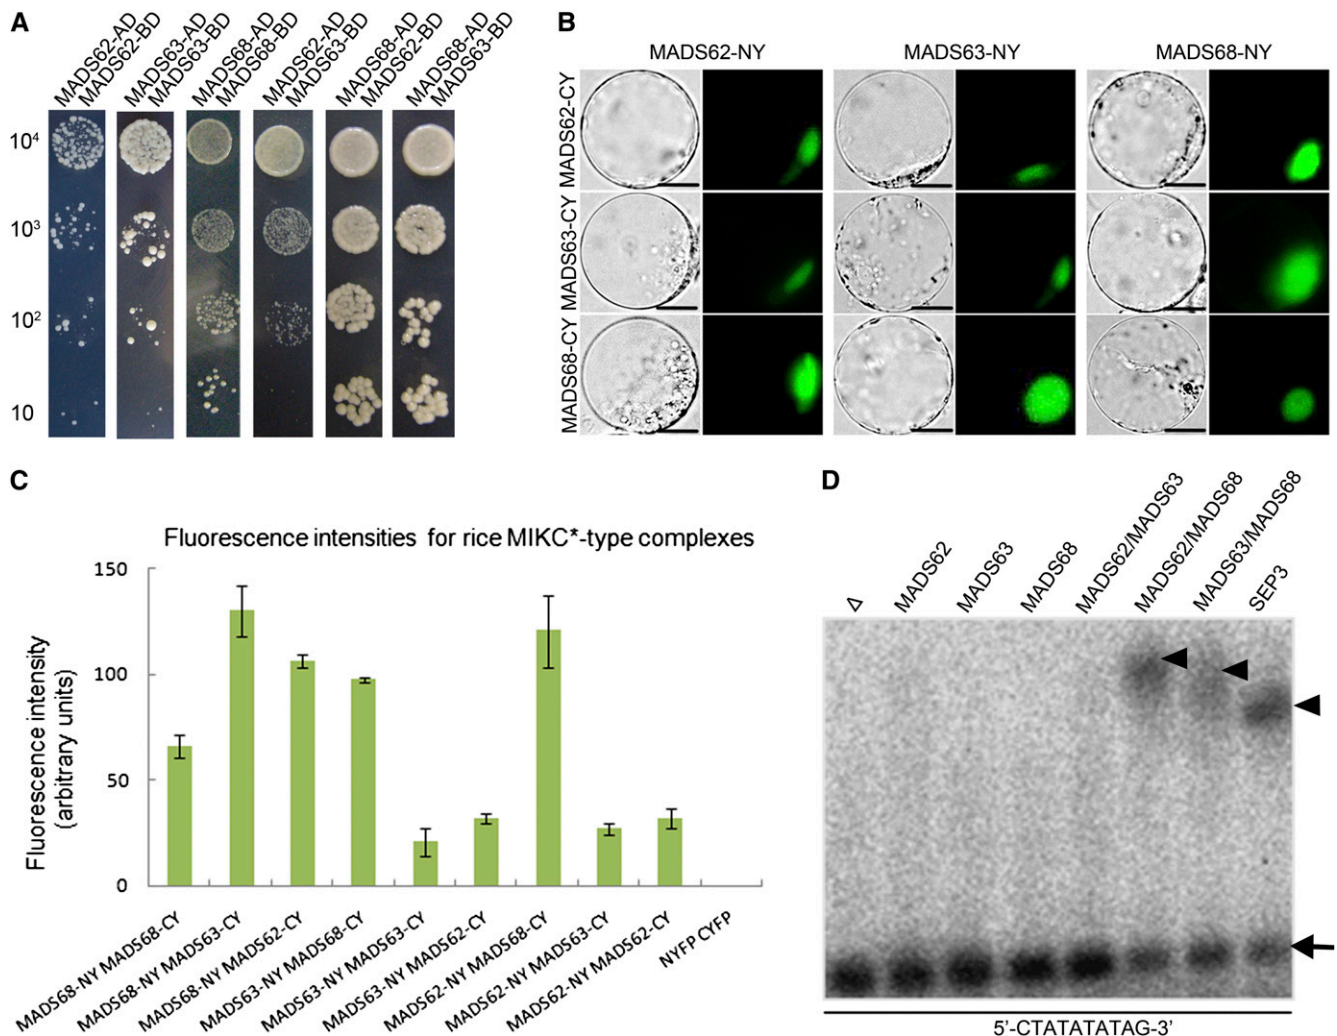 A
MADS62-AD
MADS62-BD
MADS63-AD
MADS63-BD
MADS68-AD
MADS68-BD
MADS62-AD
MADS63-BD
MADS68-AD
MADS62-BD
MADS68-AD
MADS63-BD
10⁴
10³
10²
10
B
MADS62-NY
MADS63-NY
MADS68-NY
MADS62-CY
MADS63-CY
MADS68-CY
C
Fluorescence intensities for rice MIKC*-type complexes
Fluorescence intensity
(arbitrary units)
150
100
50
0
MADS68-NY MADS68-CY
MADS68-NY MADS63-CY
MADS68-NY MADS62-CY
MADS63-NY MADS68-CY
MADS63-NY MADS63-CY
MADS63-NY MADS62-CY
MADS62-NY MADS68-CY
MADS62-NY MADS63-CY
MADS62-NY MADS62-CY
NYFP CYFP
D
Δ
MADS62
MADS63
MADS68
MADS62/MADS63
MADS62/MADS68
MADS63/MADS68
SEP3
5'-CTATATATAG-3'